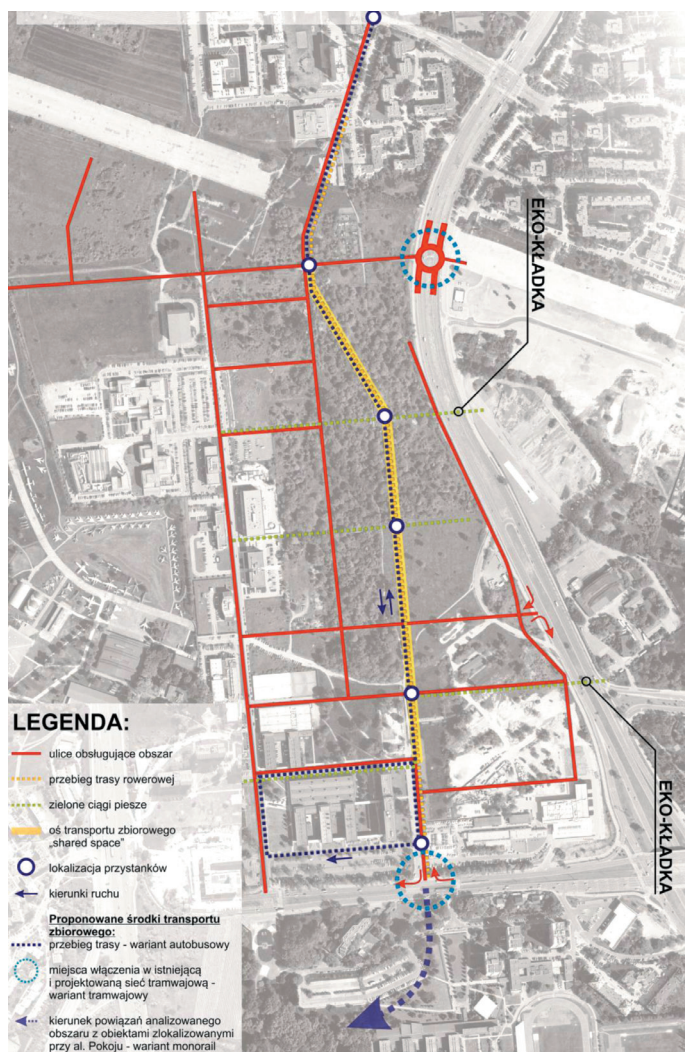 EKO-KŁADKA
EKO-KŁADKA
LEGENDA:
ulice obsługujące obszar
przebieg trasy rowerowej
zielone ciągi piesze
oś transportu zbiorowego
„shared space”
lokalizacja przystanków
kierunki ruchu
Proponowane środki transportu
zbiorowego:
przebieg trasy - wariant autobusowy
miejsca włączenia w istniejącą
i projektowaną sieć tramwajową -
wariant tramwajowy
kierunek powiązań analizowanego
obszaru z obiektami zlokalizowanymi
przy al. Pokoju - wariant monorail